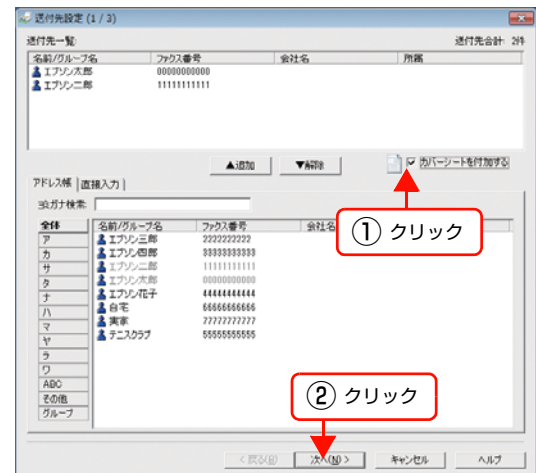 送付先設定 (1 / 3)
送付先一覧: 送付先合計: 2件
名前/グループ名 ファクス番号 会社名 所属
エプソン太郎 00000000000
エプソン二郎 11111111111
▲追加 ▼解除 カバーシートを付加する
アドレス帳 直接入力
ヨミガナ検索:
① クリック
全体
ア
カ
サ
タ
ナ
ハ
マ
ヤ
ラ
ワ
ABC
その他
グループ
名前/グループ名 ファクス番号 会社名
エプソン三郎 2222222222
エプソン四郎 33333333333
エプソン二郎 11111111111
エプソン太郎 00000000000
エプソン花子 44444444444
自宅 66666666666
実家 77777777777
テニスクラブ 55555555555
② クリック
< 戻る(B) 次へ(N) > キャンセル ヘルプ